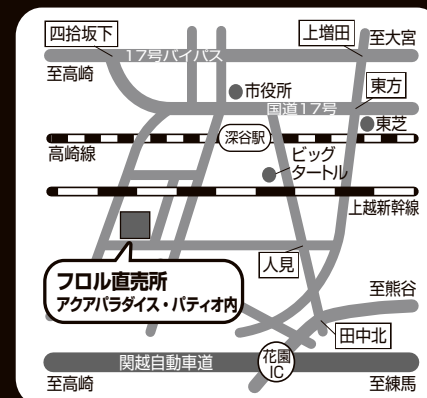 四拾坂下
上増田
至大宮
17号バイパス
至高崎
市役所
東方
国道17号
東芝
深谷駅
高崎線
ビッグ
タートル
上越新幹線
フロル直売所
アクアパラダイス・パティオ内
人見
至熊谷
田中北
関越自動車道
花園
IC
至高崎
至練馬